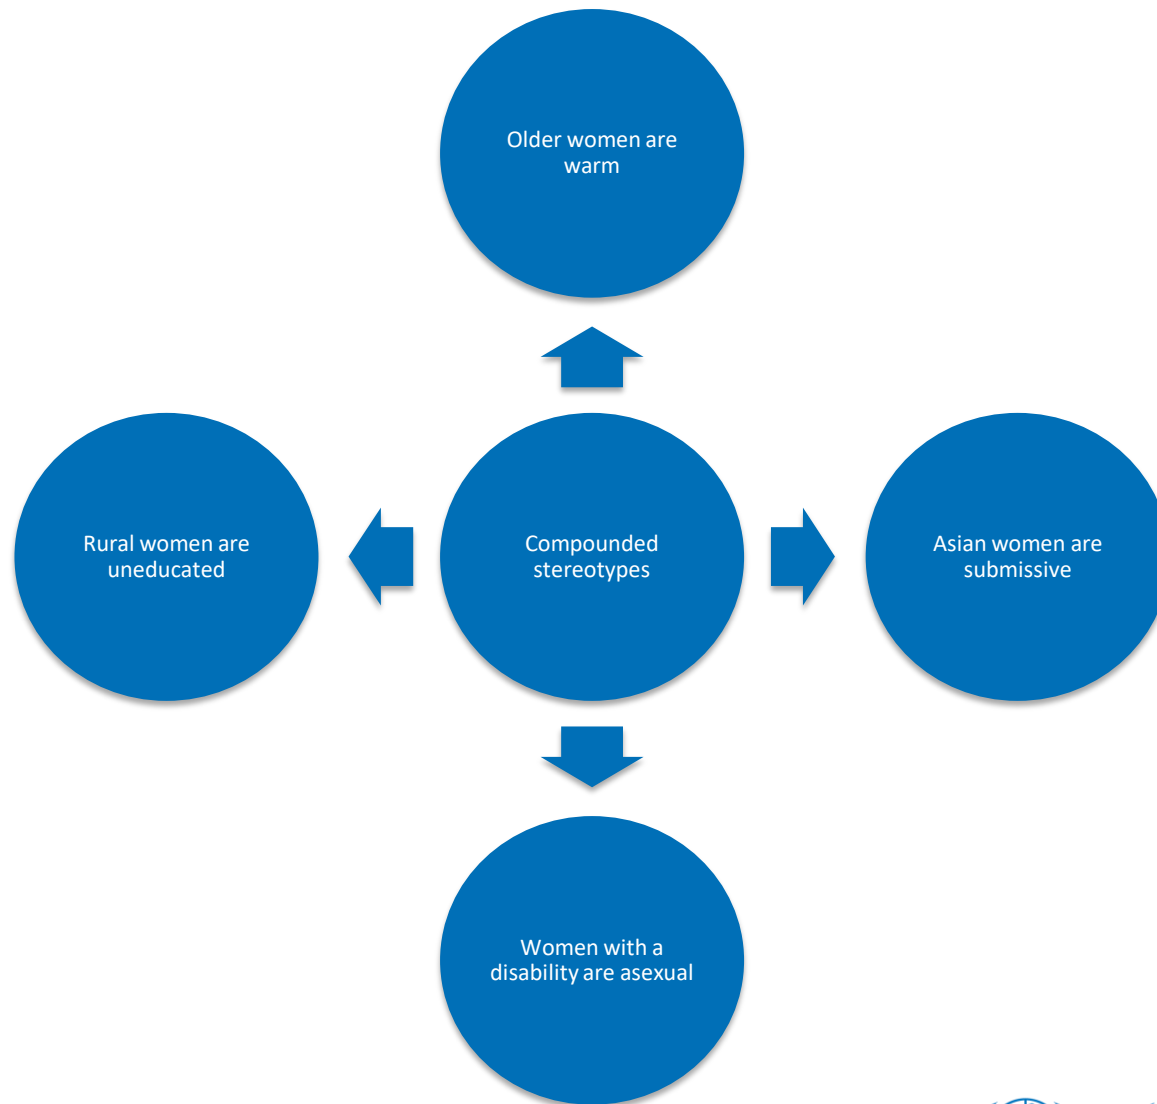 Older women are
warm
Rural women are
uneducated
Compounded
stereotypes
Asian women are
submissive
Women with a
disability are asexual